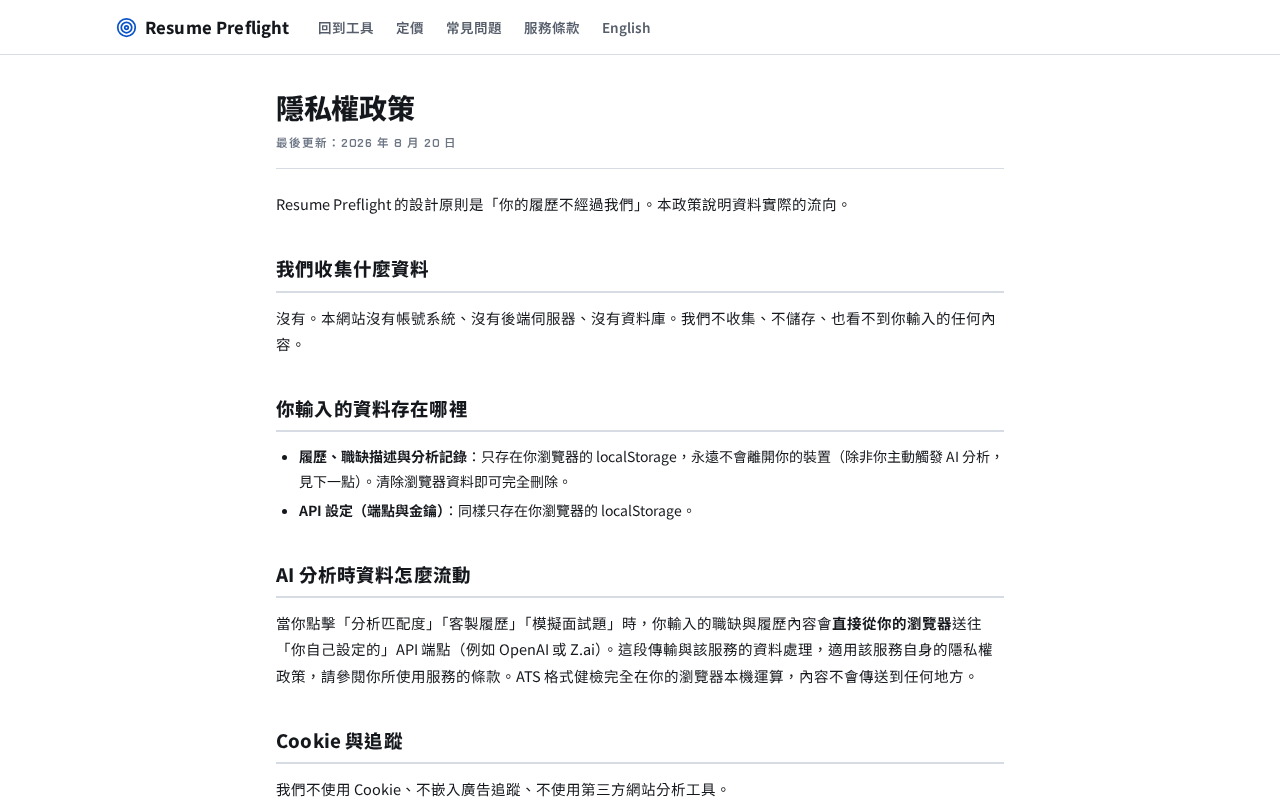 Resume Preflight
回到工具
定價
常見問題
服務條款
English
隱私權政策
最後更新：2026 年 8 月 20 日
Resume Preflight 的設計原則是「你的履歷不經過我們」。本政策說明資料實際的流向。
我們收集什麼資料
沒有。本網站沒有帳號系統、沒有後端伺服器、沒有資料庫。我們不收集、不儲存、也看不到你輸入的任何內
容。
你輸入的資料存在哪裡
履歷、職缺描述與分析記錄：只存在你瀏覽器的 localStorage，永遠不會離開你的裝置（除非你主動觸發 AI 分析，
見下一點）。清除瀏覽器資料即可完全刪除。
API 設定（端點與金鑰）：同樣只存在你瀏覽器的 localStorage。
AI 分析時資料怎麼流動
當你點擊「分析匹配度」「客製履歷」「模擬面試題」時，你輸入的職缺與履歷內容會直接從你的瀏覽器送往
「你自己設定的」API 端點（例如 OpenAI 或 Z.ai）。這段傳輸與該服務的資料處理，適用該服務自身的隱私權
政策，請參閱你所使用服務的條款。ATS 格式健檢完全在你的瀏覽器本機運算，內容不會傳送到任何地方。
Cookie 與追蹤
我們不使用 Cookie、不嵌入廣告追蹤、不使用第三方網站分析工具。